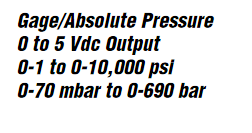 Gage/Absolute Pressure
0 to 5 Vdc Output
0-1 to 0-10,000 psi
0-70 mbar to 0-690 bar